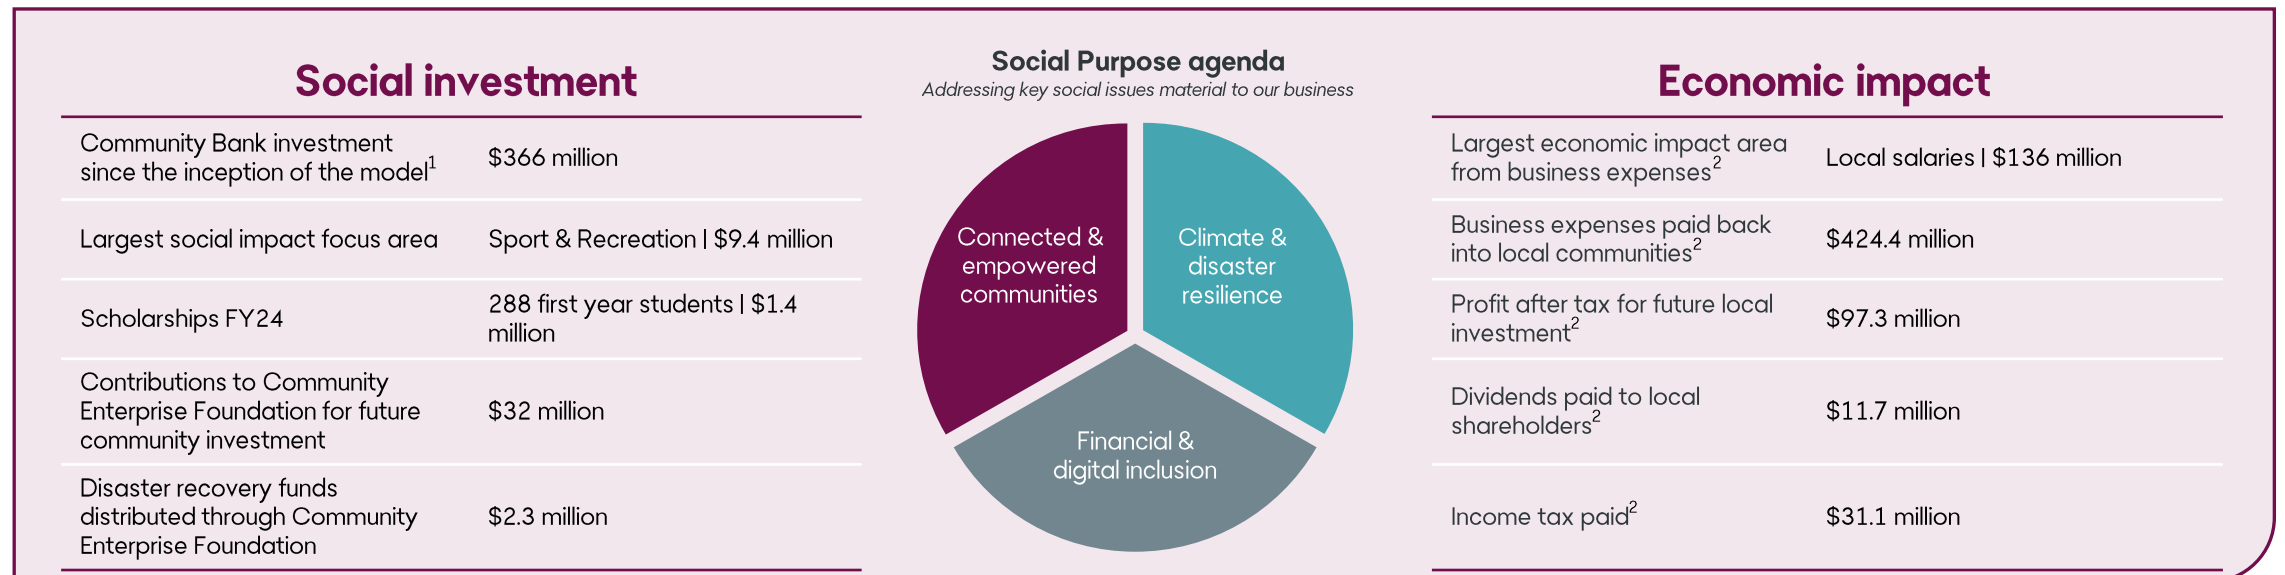 Social investment
Community Bank investment
since the inception of the model1
$366 million
Largest social impact focus area
Sport & Recreation | $9.4 million
Scholarships FY24
288 first year students | $1.4
million
Contributions to Community
Enterprise Foundation for future
community investment
$32 million
Disaster recovery funds
distributed through Community
Enterprise Foundation
$2.3 million
Social Purpose agenda
Addressing key social issues material to our business
Connected &
empowered
communities
Climate &
disaster
resilience
Financial &
digital inclusion
Economic impact
Largest economic impact area
from business expenses2
Local salaries | $136 million
Business expenses paid back
into local communities2
$424.4 million
Profit after tax for future local
investment2
$97.3 million
Dividends paid to local
shareholders2
$11.7 million
Income tax paid2
$31.1 million